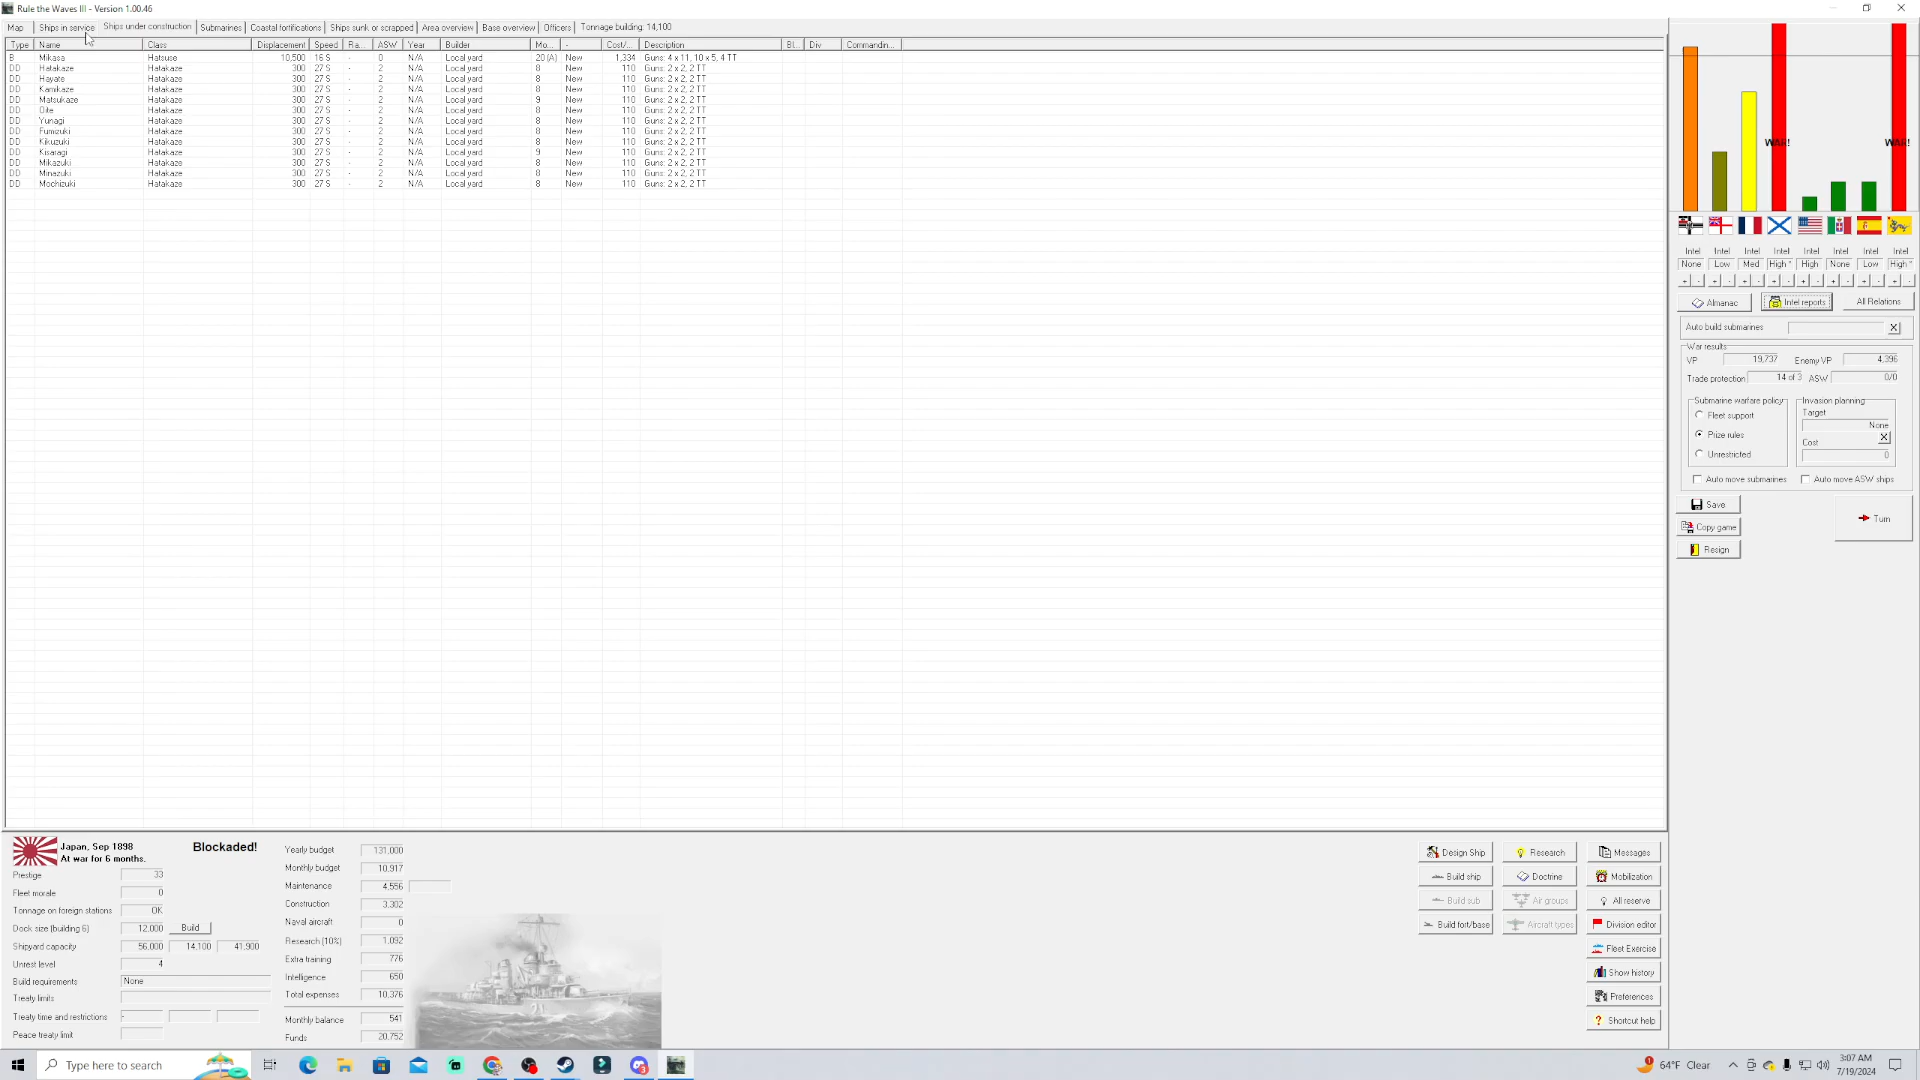 Rule the Waves III - Version 1.00.46
Map Ships in service Ships under construction Submarines Coastal fortifications Ships sunk or scrapped Area overview Base overview Officers Tonnage building: 14,100
Type Name Class Displacement Speed Ra... ASW Year Builder Mo... - Cost/... Description Bl... Div Commandin...
B Mikasa Hatsuse 10,500 16 S - 0 N/A Local yard 20 (A) New 1,334 Guns: 4 x 11, 10 x 5, 4 TT
DD Hatakaze Hatakaze 300 27 S - 2 N/A Local yard 8 New 110 Guns: 2 x 2, 2 TT
DD Hayate Hatakaze 300 27 S - 2 N/A Local yard 8 New 110 Guns: 2 x 2, 2 TT
DD Kamikaze Hatakaze 300 27 S - 2 N/A Local yard 8 New 110 Guns: 2 x 2, 2 TT
DD Matsukaze Hatakaze 300 27 S - 2 N/A Local yard 9 New 110 Guns: 2 x 2, 2 TT
DD Oite Hatakaze 300 27 S - 2 N/A Local yard 8 New 110 Guns: 2 x 2, 2 TT
DD Yunagi Hatakaze 300 27 S - 2 N/A Local yard 8 New 110 Guns: 2 x 2, 2 TT
DD Fumizuki Hatakaze 300 27 S - 2 N/A Local yard 8 New 110 Guns: 2 x 2, 2 TT
DD Kikuzuki Hatakaze 300 27 S - 2 N/A Local yard 8 New 110 Guns: 2 x 2, 2 TT
DD Kisaragi Hatakaze 300 27 S - 2 N/A Local yard 9 New 110 Guns: 2 x 2, 2 TT
DD Mikazuki Hatakaze 300 27 S - 2 N/A Local yard 8 New 110 Guns: 2 x 2, 2 TT
DD Minazuki Hatakaze 300 27 S - 2 N/A Local yard 8 New 110 Guns: 2 x 2, 2 TT
DD Mochizuki Hatakaze 300 27 S - 2 N/A Local yard 8 New 110 Guns: 2 x 2, 2 TT
WAR! WAR!
Intel Intel Intel Intel Intel Intel Intel Intel
None Low Med High * High None Low High *
+ - + - + - + - + - + - + - + -
Almanac Intel reports All Relations
Auto build submarines X
War results
VP 19,737 Enemy VP 4,396
Trade protection 14 of 3 ASW 0/0
Submarine warfare policy
Fleet support
Prize rules
Unrestricted
Invasion planning
Target
None
Cost X
0
Auto move submarines Auto move ASW ships
Save
Copy game
Resign
Turn
Japan, Sep 1898
At war for 6 months.
Blockaded!
Prestige 33
Fleet morale 0
Tonnage on foreign stations OK
Dock size (building 6) 12,000 Build
Shipyard capacity 56,000 14,100 41,900
Unrest level 4
Build requirements None
Treaty limits
Treaty time and restrictions -
Peace treaty limit
Yearly budget 131,000
Monthly budget 10,917
Maintenance 4,556
Construction 3,302
Naval aircraft 0
Research (10%) 1,092
Extra training 776
Intelligence 650
Total expenses 10,376
Monthly balance 541
Funds 20,752
Design Ship Research Messages
Build ship Doctrine Mobilization
Build sub Air groups All reserve
Build fort/base Aircraft types Division editor
Fleet Exercise
Show history
Preferences
Shortcut help
Type here to search
64°F Clear
3:07 AM
7/19/2024